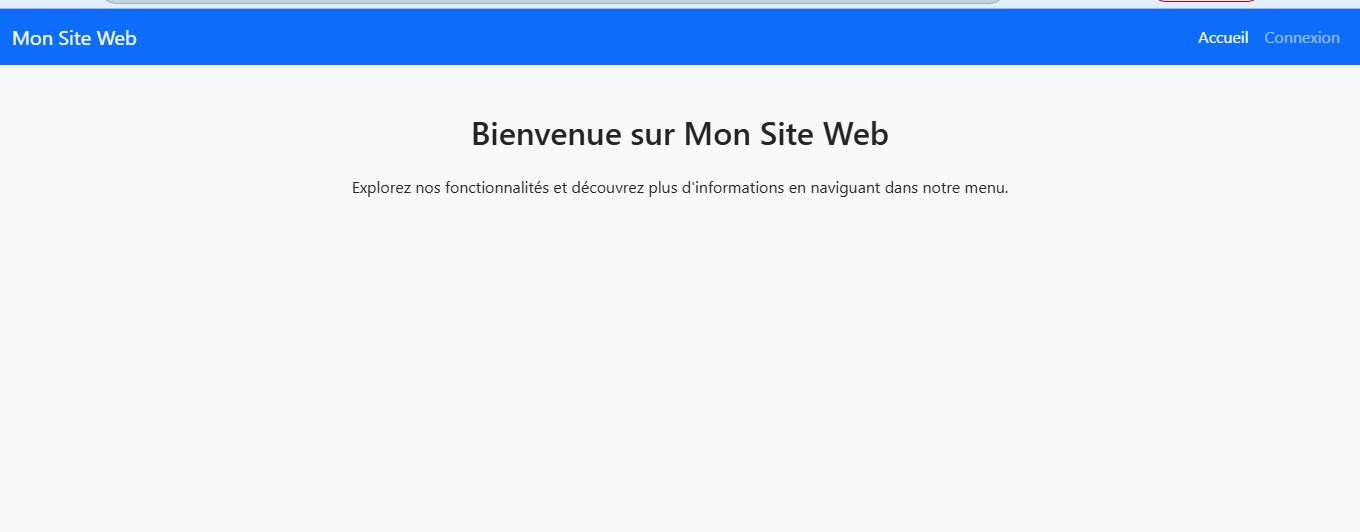 Mon Site Web
Accueil Connexion
Bienvenue sur Mon Site Web
Explorez nos fonctionnalités et découvrez plus d'informations en naviguant dans notre menu.